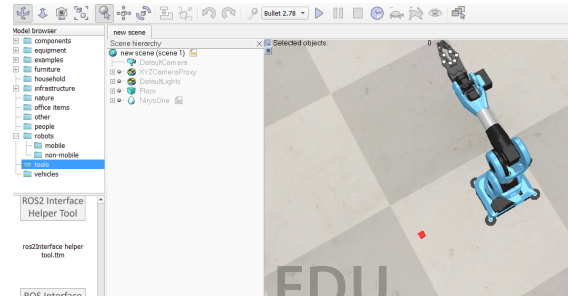 Bullet 2.78
Model browser
components
equipment
examples
furniture
household
infrastructure
nature
office items
other
people
robots
mobile
non-mobile
tools
vehicles
ROS2 Interface
Helper Tool
ros2Interface helper
tool.ttm
ROS Interface
new scene
Scene hierarchy
new scene (scene 1)
DefaultCamera
XYZCameraProxy
DefaultLights
Floor
NiryoOne
Selected objects:
0
EDU